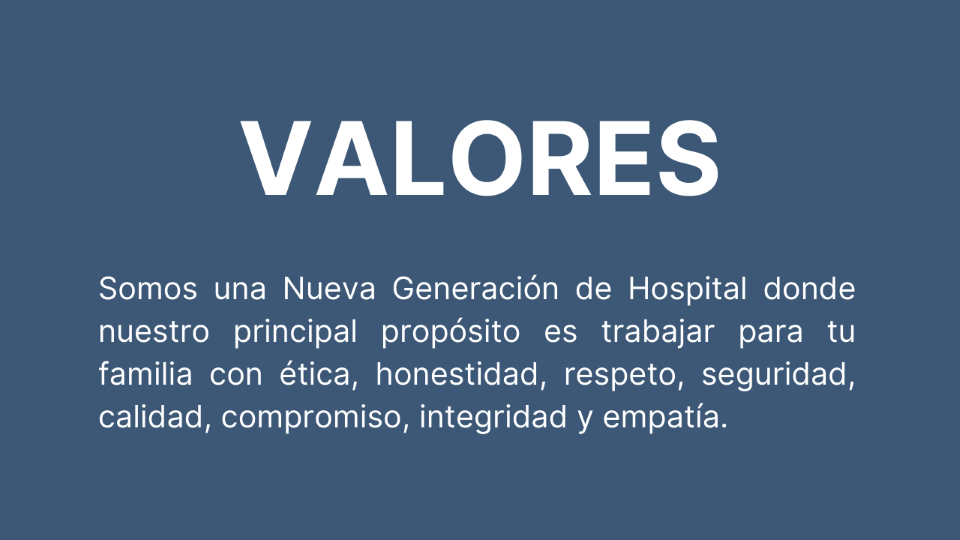 VALORES
Somos una Nueva Generación de Hospital donde
nuestro principal propósito es trabajar para tu
familia con ética, honestidad, respeto, seguridad,
calidad, compromiso, integridad y empatía.